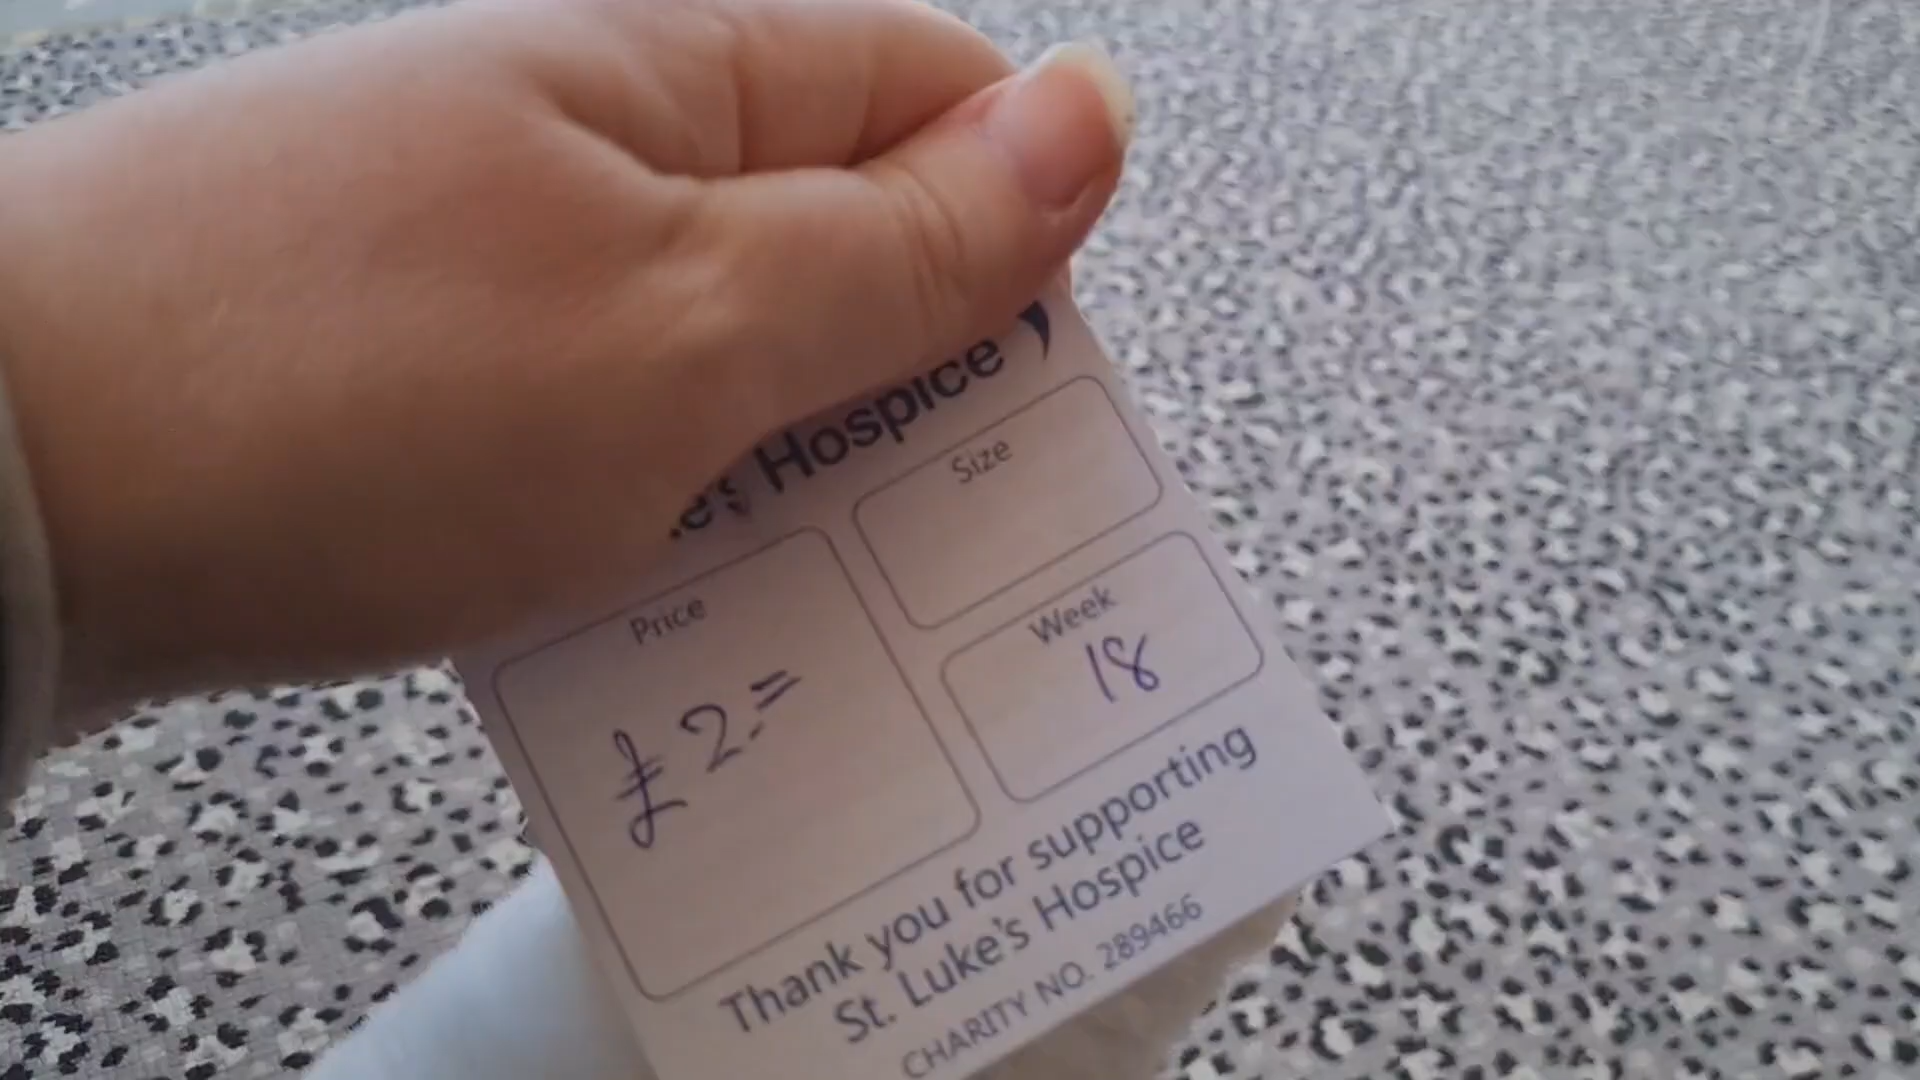 Hospice
Size
Price
£2.=
Week
18
Thank you for supporting
St. Luke's Hospice
CHARITY NO. 289466